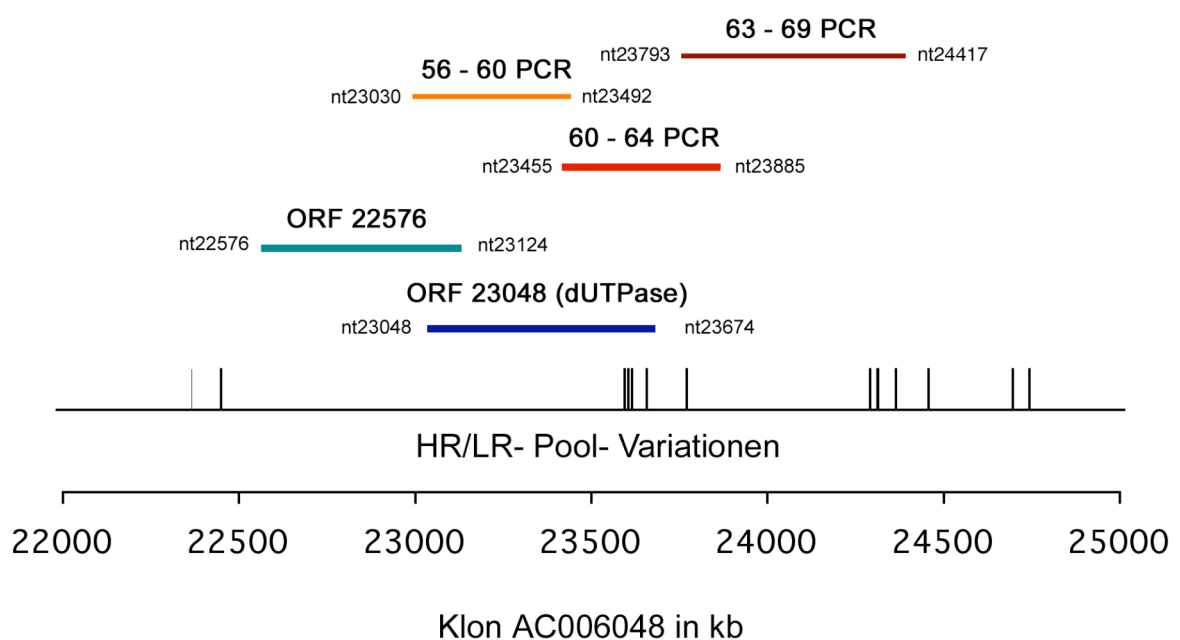 63 - 69 PCR
nt23793 nt24417
56 - 60 PCR
nt23030 nt23492
60 - 64 PCR
nt23455 nt23885
ORF 22576
nt22576 nt23124
ORF 23048 (dUTPase)
nt23048 nt23674
HR/LR- Pool- Variationen
22000 22500 23000 23500 24000 24500 25000
Klon AC006048 in kb